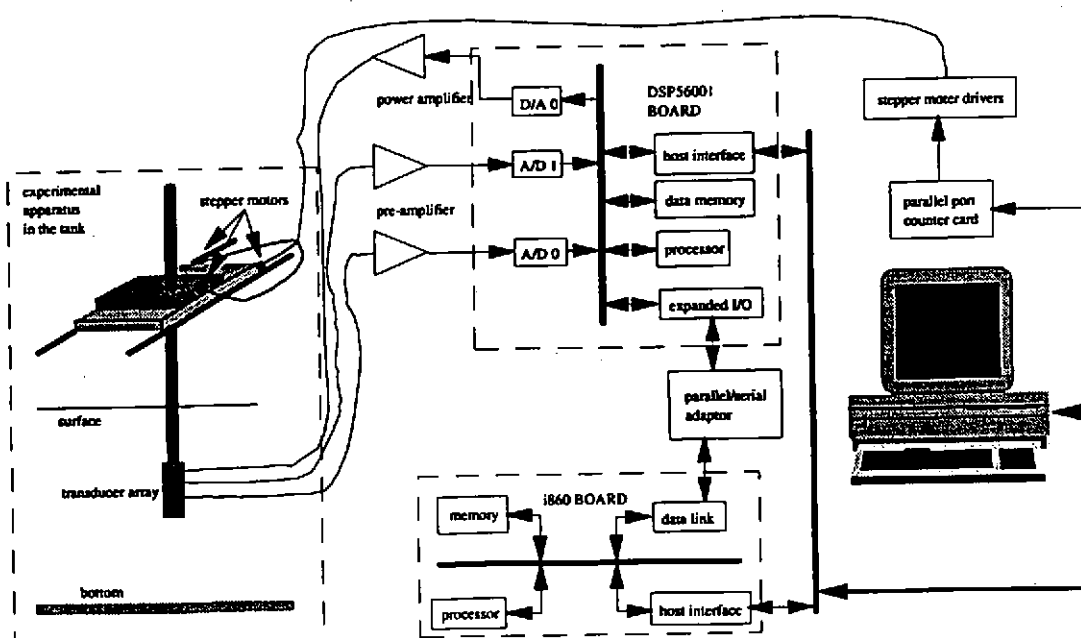 power amplifier
D/A 0
DSP56001
BOARD
stepper moter drivers
experimental
apparatus
in the tank
stepper motors
pre-amplifier
A/D 1
host interface
data memory
parallel port
counter card
A/D 0
processor
expanded I/O
surface
parallel/serial
adaptor
transducer array
i860 BOARD
memory
data link
bottom
processor
host interface